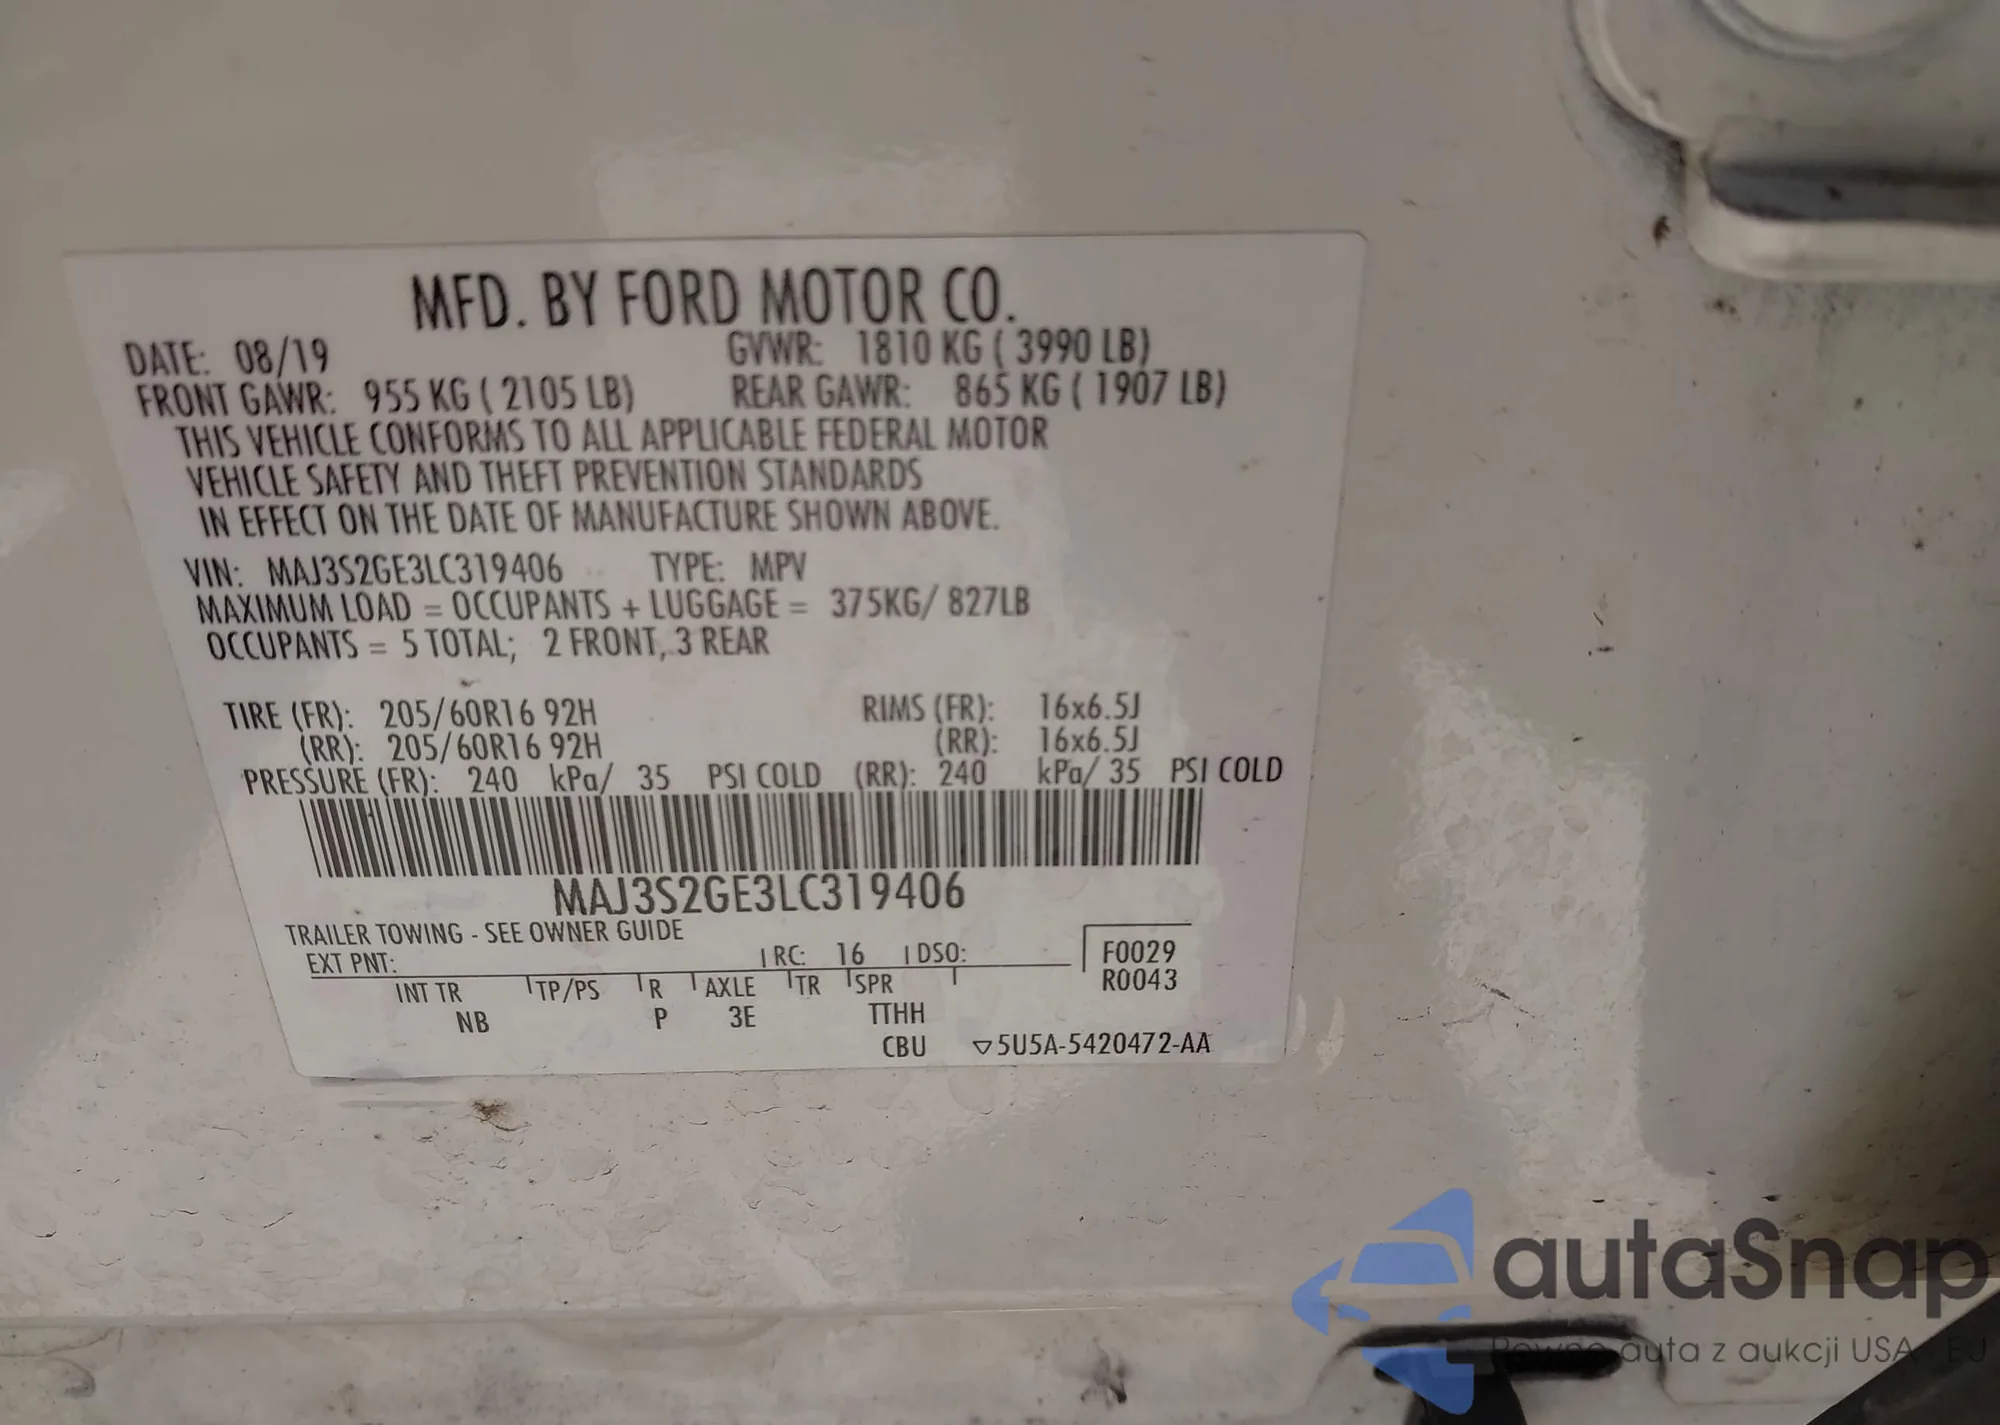 MFD. BY FORD MOTOR CO.
DATE: 08/19 GVWR: 1810 KG ( 3990 LB)
FRONT GAWR: 955 KG ( 2105 LB) REAR GAWR: 865 KG ( 1907 LB)
THIS VEHICLE CONFORMS TO ALL APPLICABLE FEDERAL MOTOR
VEHICLE SAFETY AND THEFT PREVENTION STANDARDS
IN EFFECT ON THE DATE OF MANUFACTURE SHOWN ABOVE.
VIN: MAJ3S2GE3LC319406 TYPE: MPV
MAXIMUM LOAD = OCCUPANTS + LUGGAGE = 375KG/ 827LB
OCCUPANTS = 5 TOTAL; 2 FRONT, 3 REAR
TIRE (FR): 205/60R16 92H RIMS (FR): 16x6.5J
(RR): 205/60R16 92H (RR): 16x6.5J
PRESSURE (FR): 240 kPa/ 35 PSI COLD (RR): 240 kPa/ 35 PSI COLD
MAJ3S2GE3LC319406
TRAILER TOWING - SEE OWNER GUIDE
EXT PNT: RC: 16 DSO: F0029
R0043
INT TR TP/PS R AXLE TR SPR
NB P 3E TTHH
CBU ▽5U5A-5420472-AA
autaSnap
Pewne auta z aukcji USA i EU